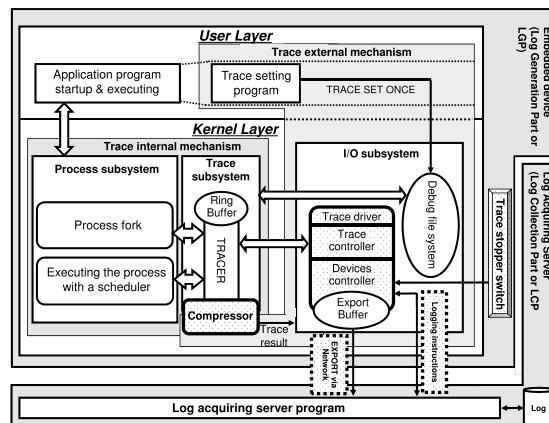 User Layer
Trace external mechanism
Application program
startup & executing
Trace setting
program
TRACE SET ONCE
Embedded device
(Log Generation Part or
LGP)
Kernel Layer
Trace internal mechanism
Process subsystem
Trace
subsystem
I/O subsystem
Ring
Buffer
TRACER
Process fork
Executing the process
with a scheduler
Compressor
Trace
result
Trace driver
Trace
controller
Devices
controller
Export
Buffer
Debug file system
Trace stopper
switch
Log Acquiring Server
(Log Collection Part or LCP
EXPORT via
Network
Logging instructions
Log acquiring server program
Log